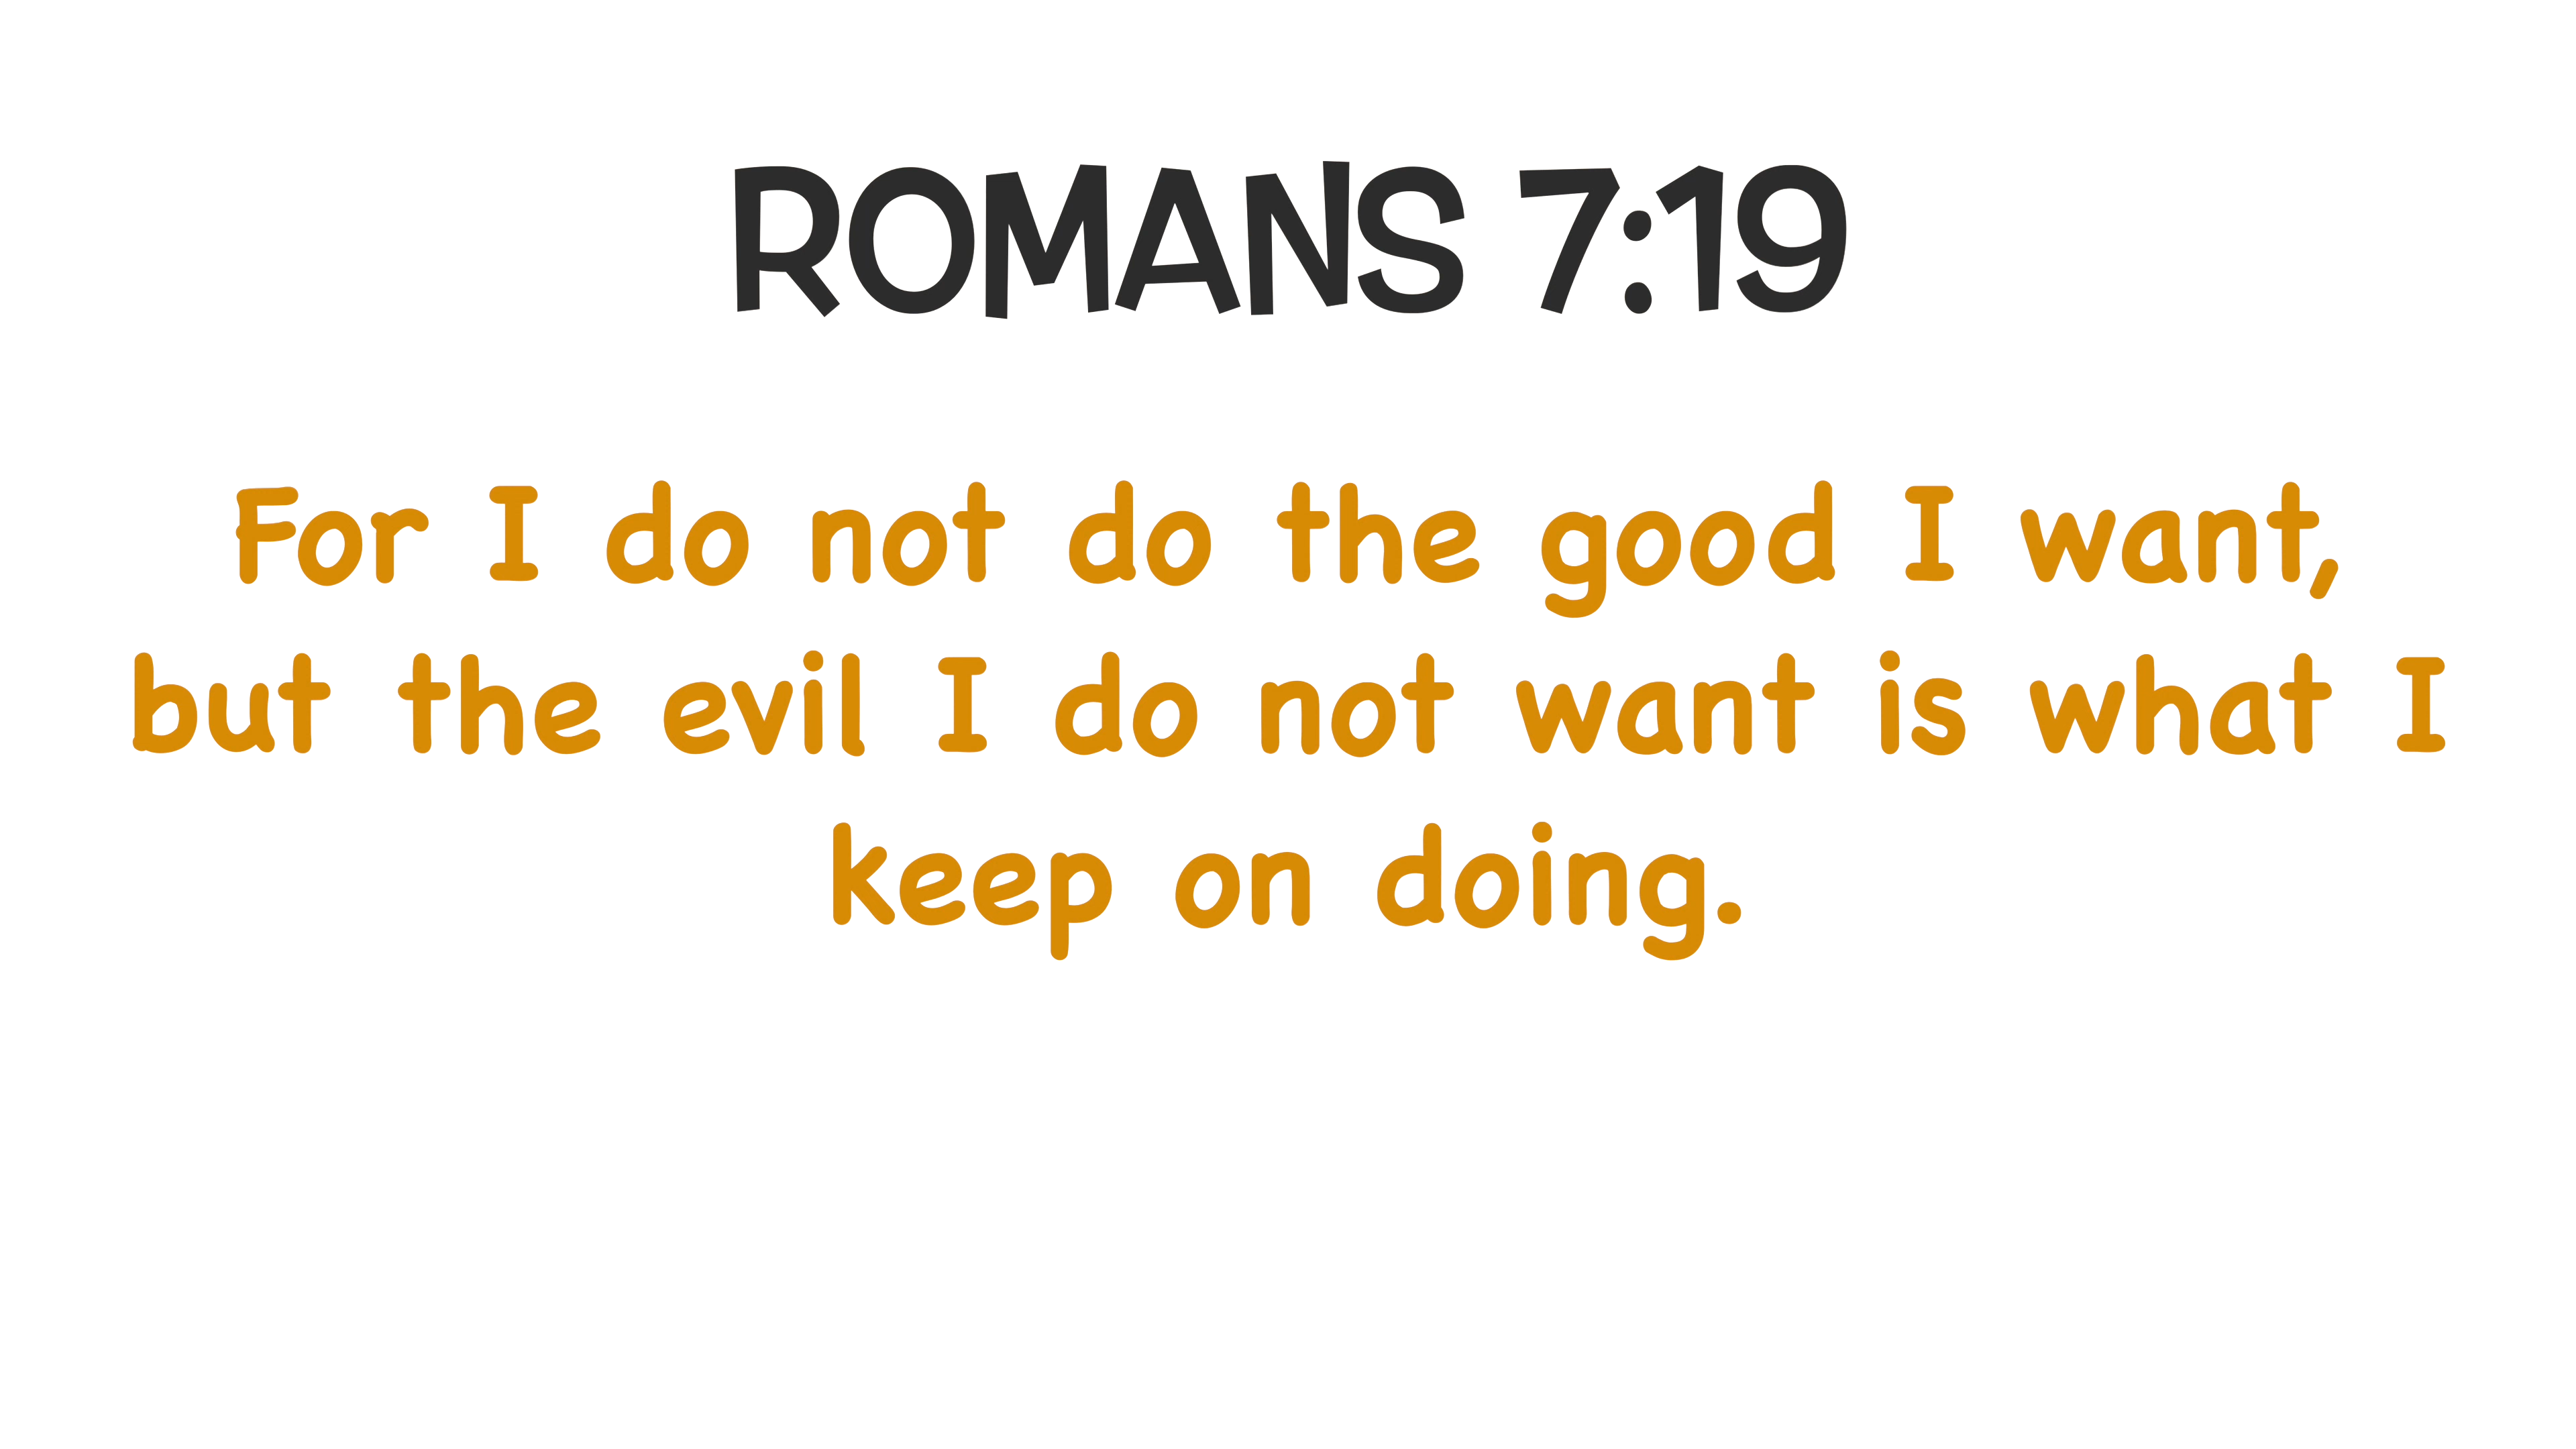 ROMANS 7:19
For I do not do the good I want,
but the evil I do not want is what I
keep on doing.